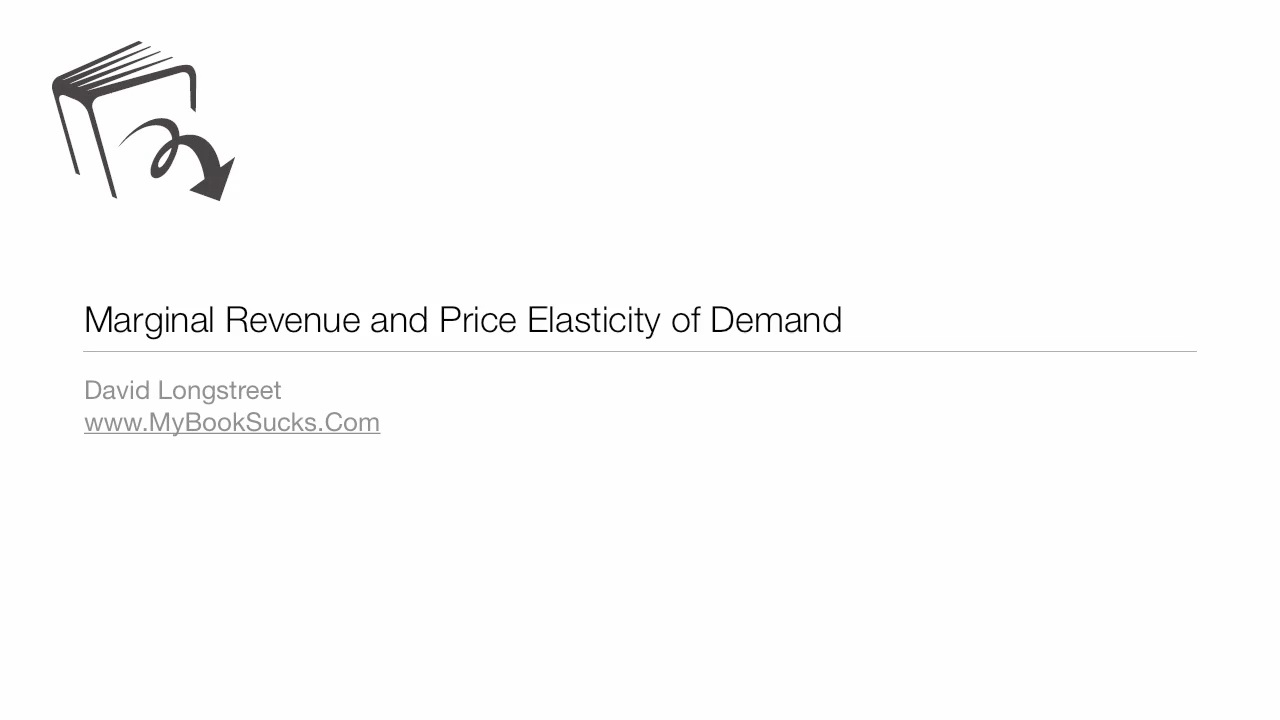 Marginal Revenue and Price Elasticity of Demand
David Longstreet
www.MyBookSucks.Com